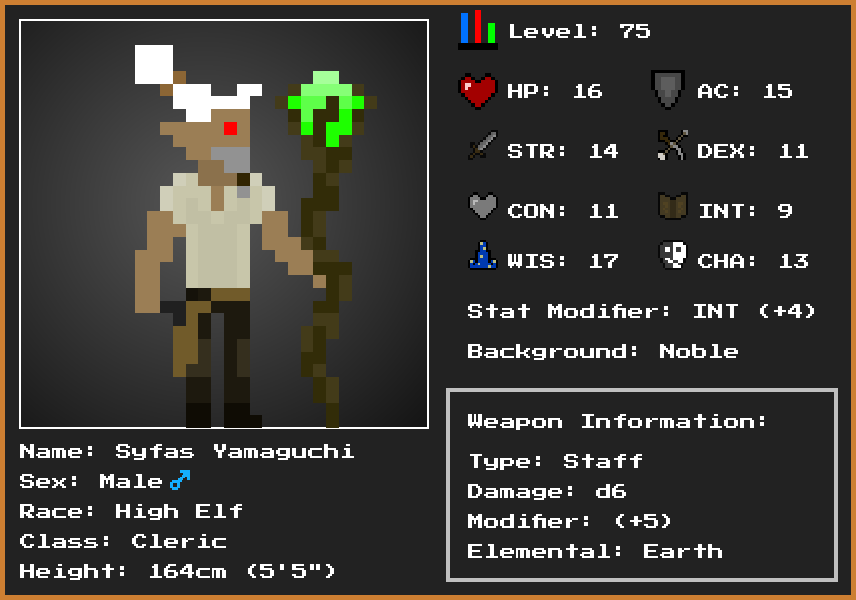 Level: 75
HP: 16
AC: 15
STR: 14
DEX: 11
CON: 11
INT: 9
WIS: 17
CHA: 13
Stat Modifier: INT (+4)
Background: Noble
Name: Syfas Yamaguchi
Sex: Male♂
Race: High Elf
Class: Cleric
Height: 164cm (5'5")
Weapon Information:
Type: Staff
Damage: d6
Modifier: (+5)
Elemental: Earth